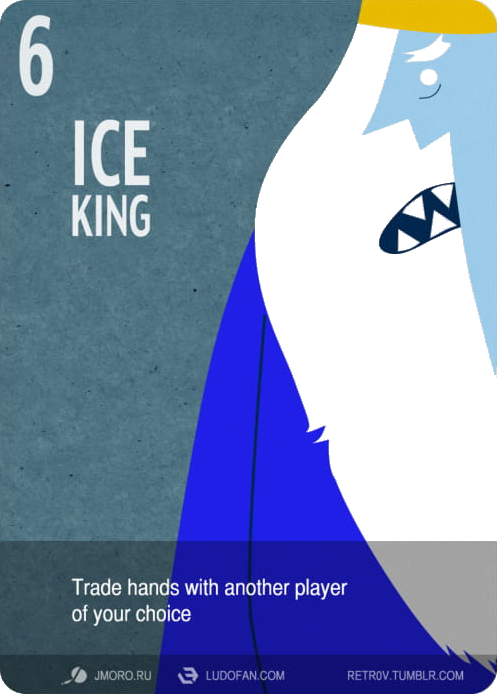 6
ICE
KING
Trade hands with another player
of your choice
JMORO.RU LUDOFAN.COM RETR0V.TUMBLR.COM